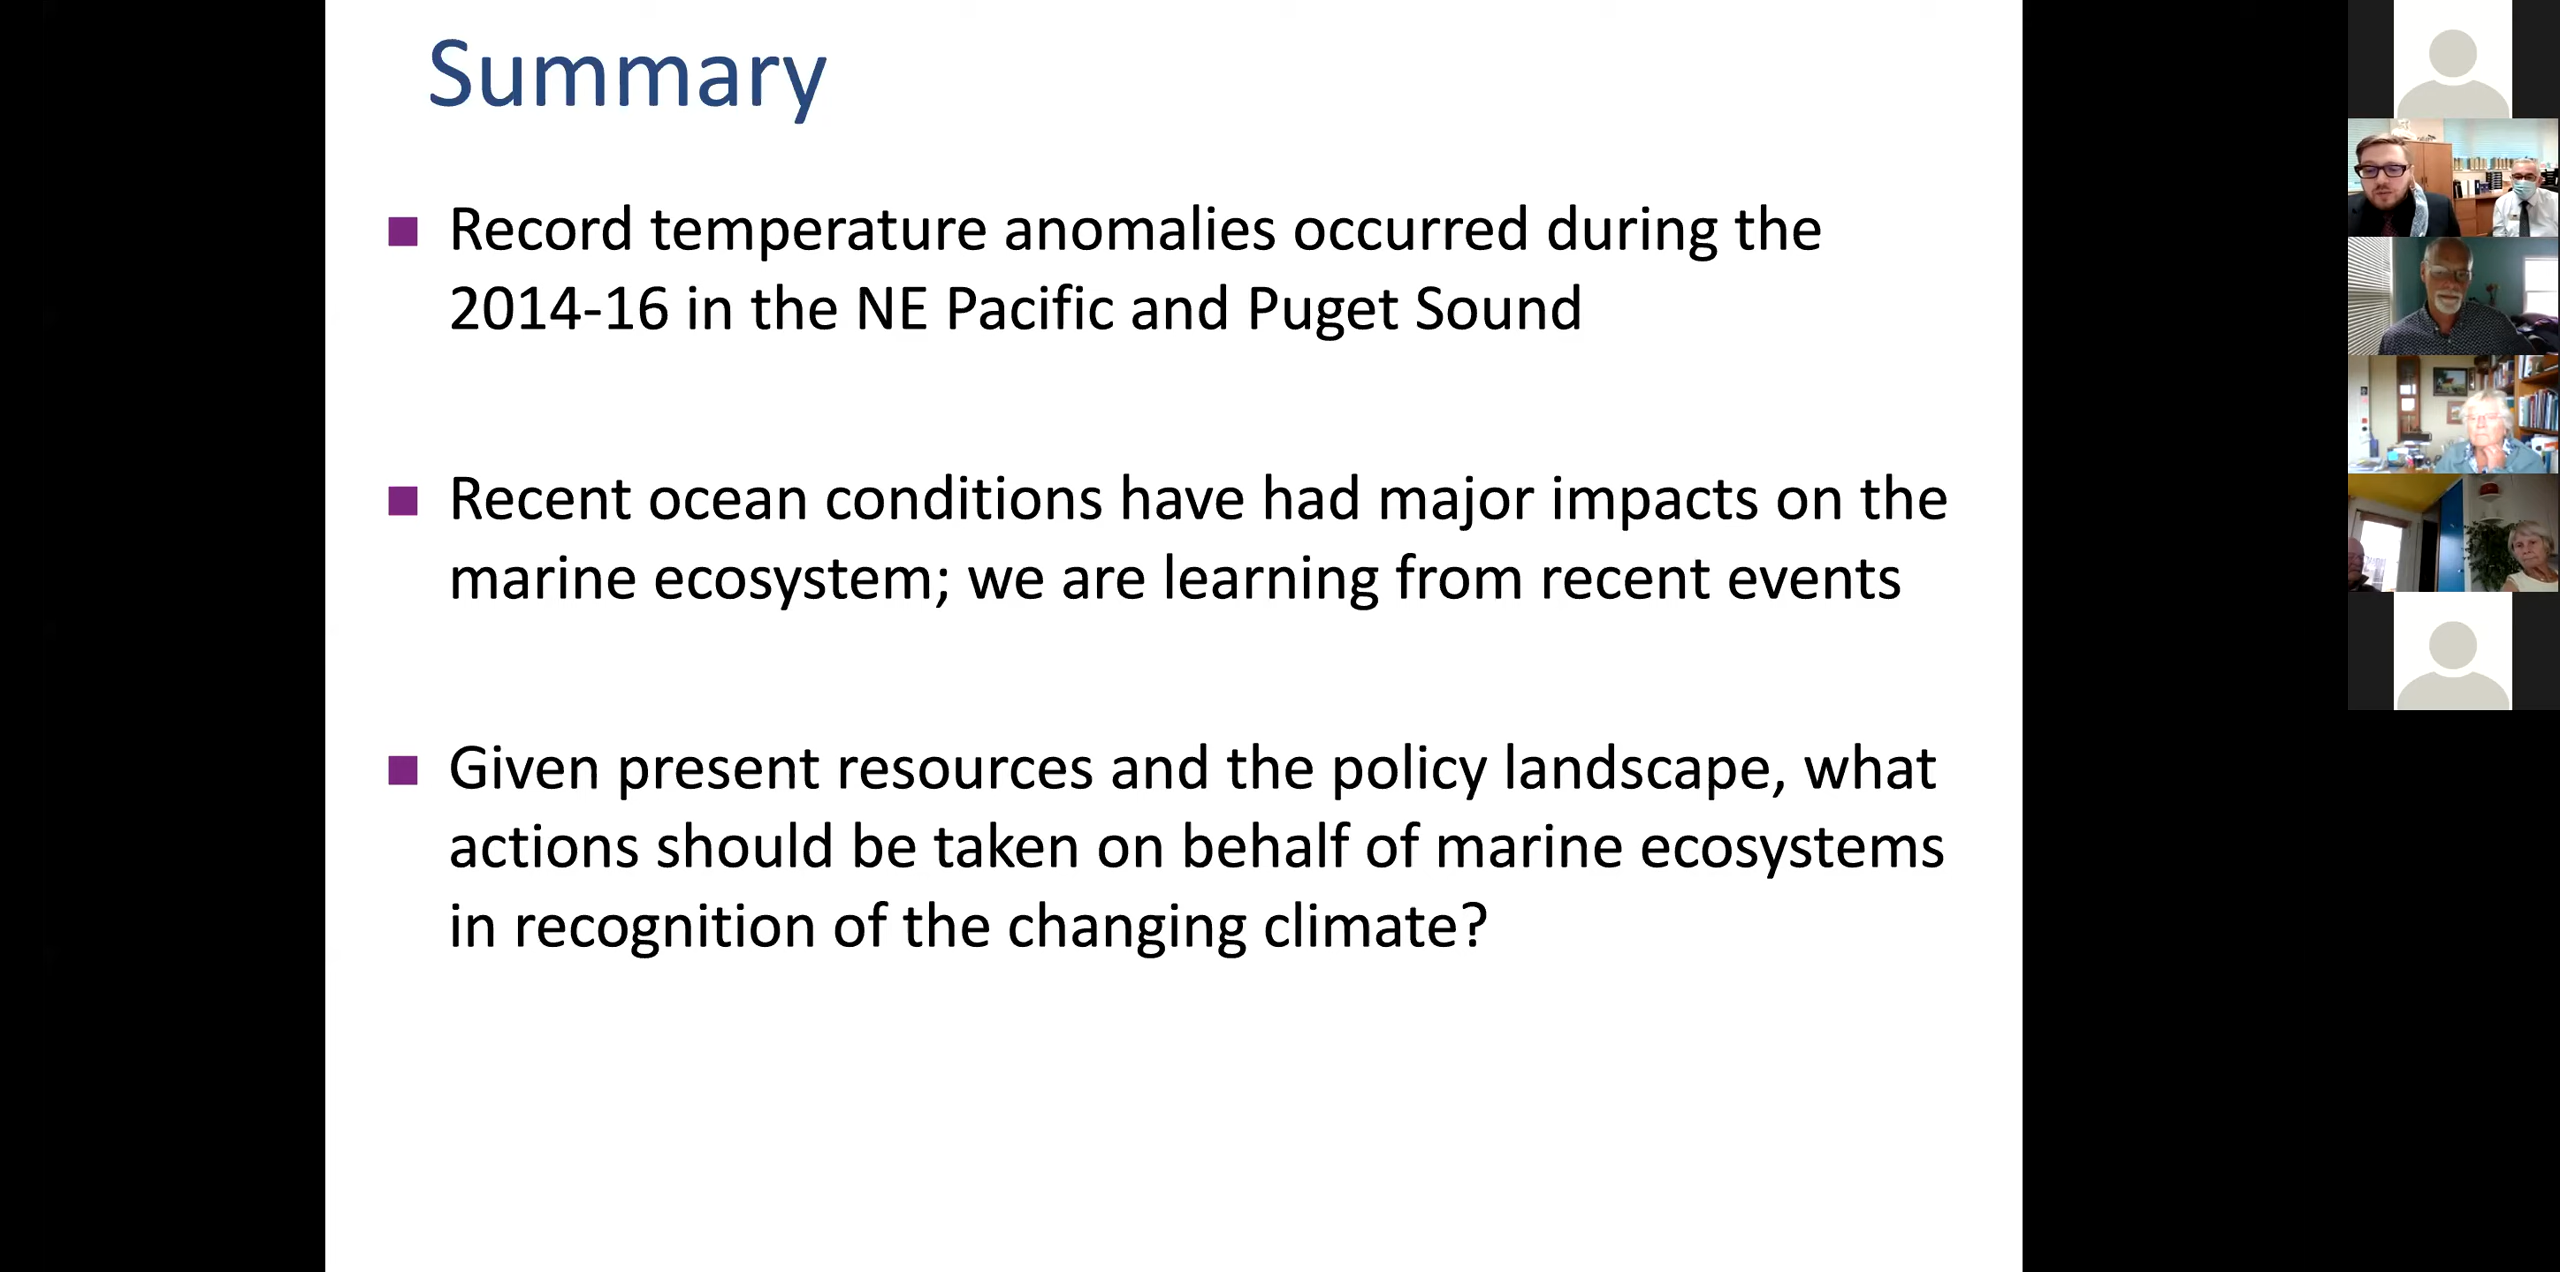 Summary
Record temperature anomalies occurred during the
2014-16 in the NE Pacific and Puget Sound
Recent ocean conditions have had major impacts on the
marine ecosystem; we are learning from recent events
Given present resources and the policy landscape, what
actions should be taken on behalf of marine ecosystems
in recognition of the changing climate?